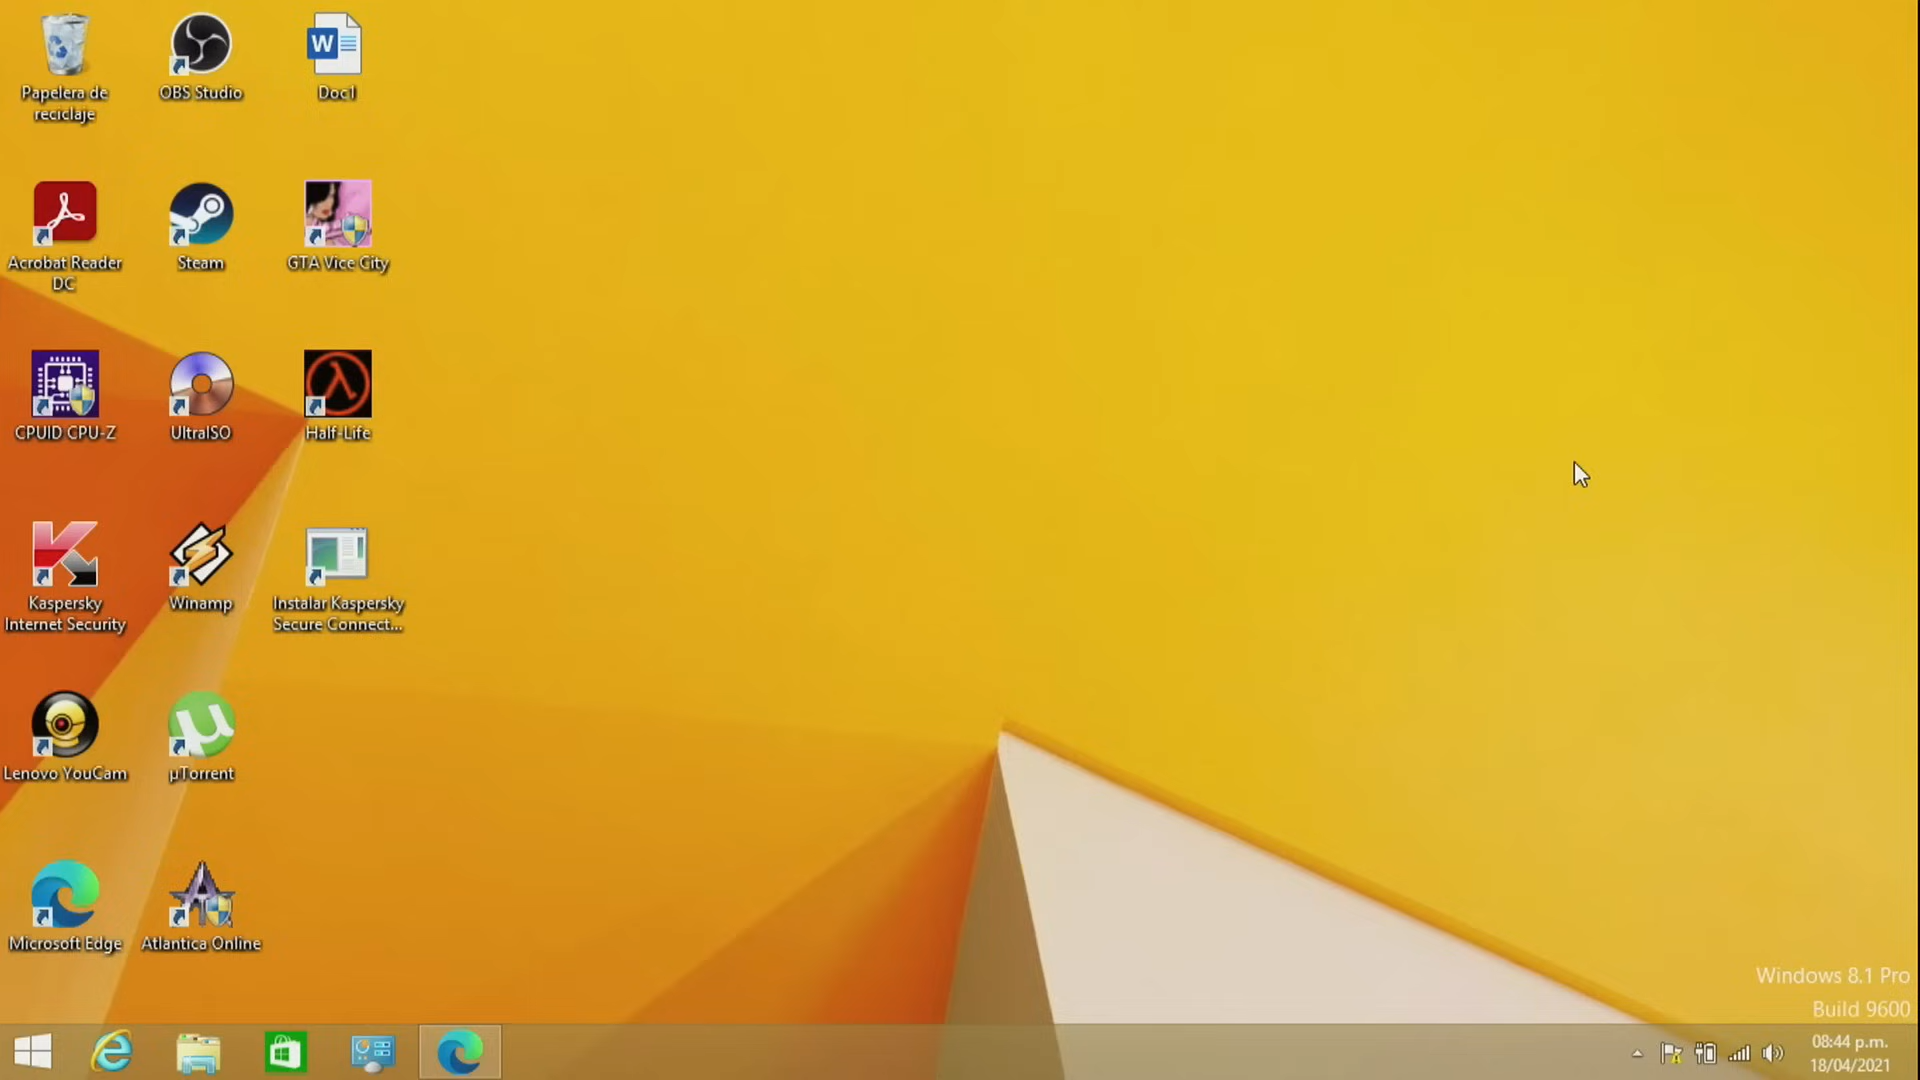 Papelera de
reciclaje
OBS Studio
W
Doc1
Acrobat Reader
DC
Steam
GTA Vice City
CPUID CPU-Z
UltraISO
Half-Life
Kaspersky
Internet Security
Winamp
Instalar Kaspersky
Secure Connect...
Lenovo YouCam
µTorrent
Microsoft Edge
Atlantica Online
Windows 8.1 Pro
Build 9600
08:44 p.m.
18/04/2021